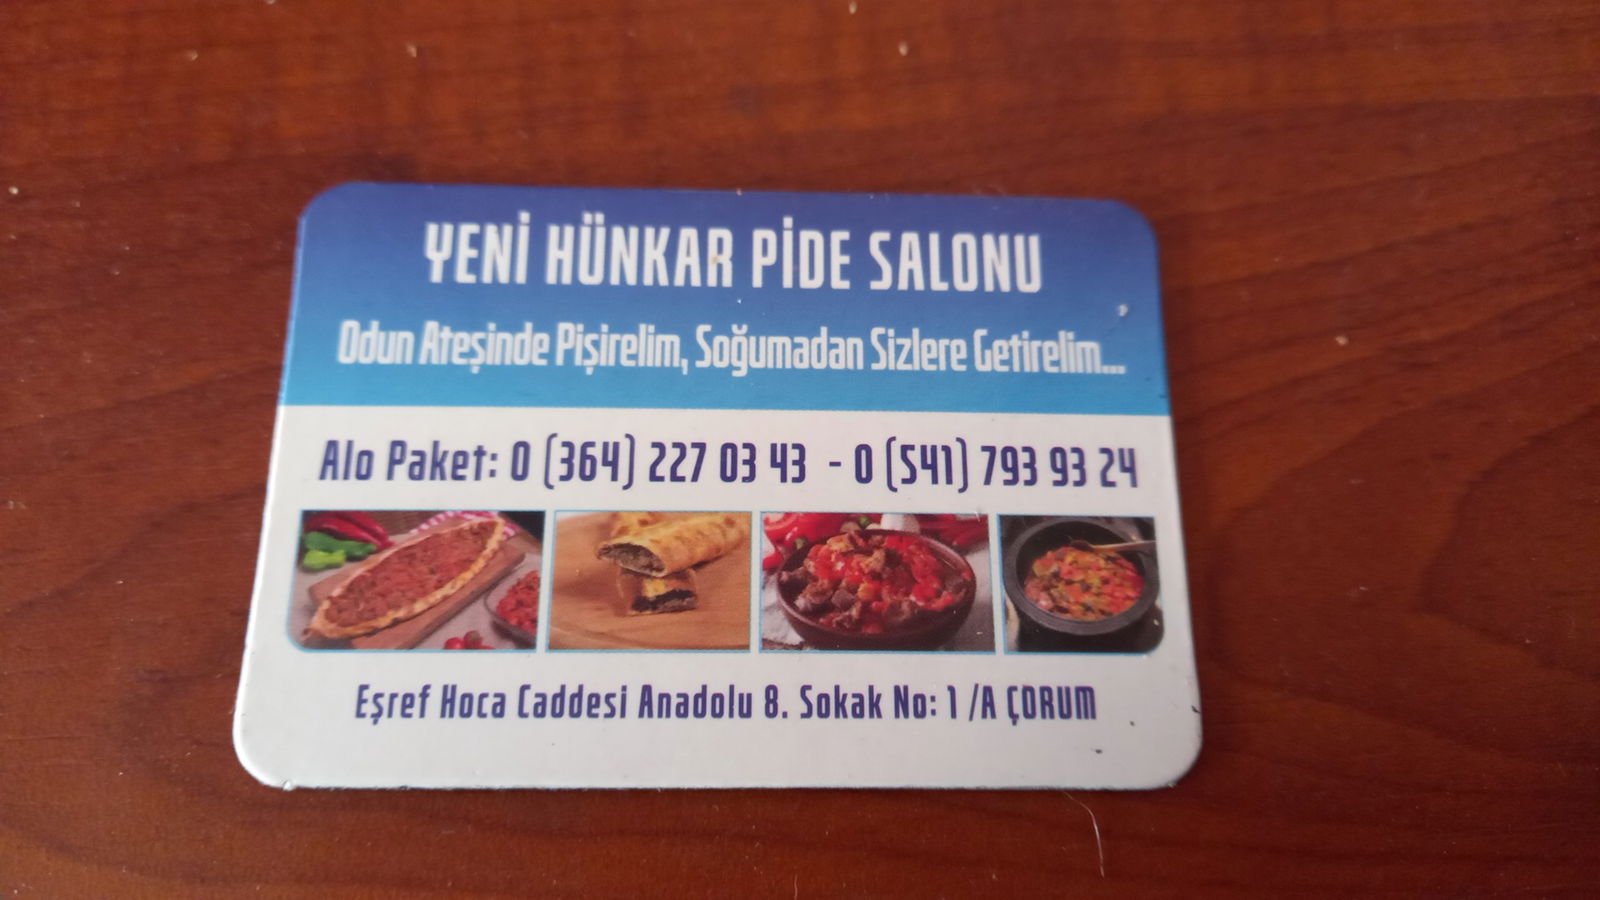 YENİ HÜNKAR PİDE SALONU
Odun Ateşinde Pişirelim, Soğumadan Sizlere Getirelim...
Alo Paket: 0 (364) 227 03 43 - 0 (541) 793 93 24
Eşref Hoca Caddesi Anadolu 8. Sokak No: 1 /A ÇORUM